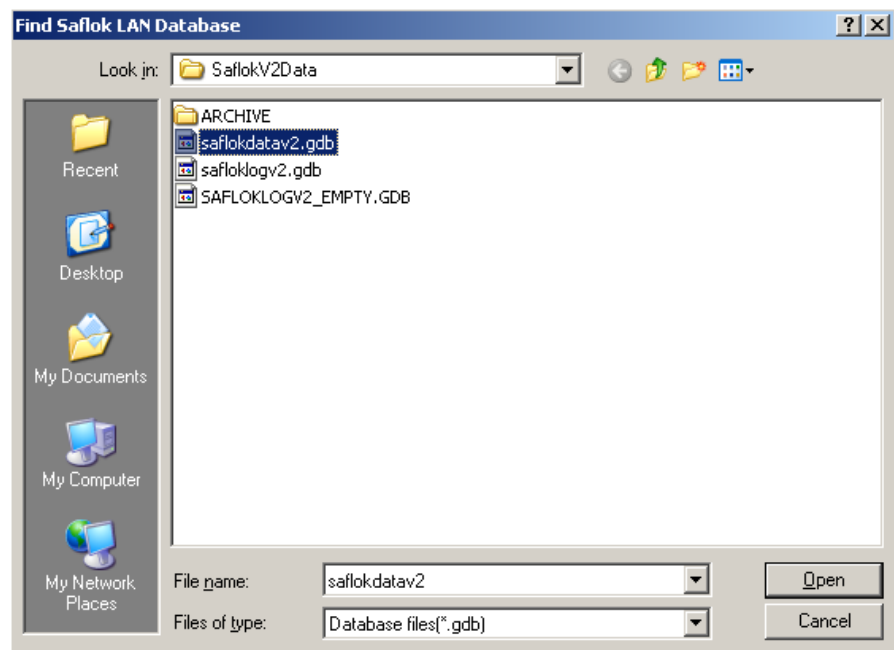 Find Saflok LAN Database
Look in: SaflokV2Data
ARCHIVE
saflokdatav2.gdb
safloklogv2.gdb
SAFLOKLOGV2_EMPTY.GDB
Recent
Desktop
My Documents
My Computer
My Network
Places
File name: saflokdatav2 Open
Files of type: Database files(*.gdb) Cancel